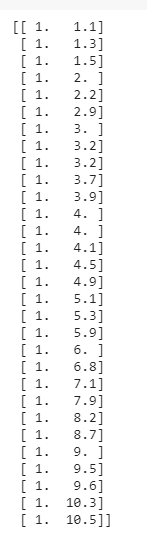 [[ 1.   1.1]
 [ 1.   1.3]
 [ 1.   1.5]
 [ 1.   2. ]
 [ 1.   2.2]
 [ 1.   2.9]
 [ 1.   3. ]
 [ 1.   3.2]
 [ 1.   3.2]
 [ 1.   3.7]
 [ 1.   3.9]
 [ 1.   4. ]
 [ 1.   4. ]
 [ 1.   4.1]
 [ 1.   4.5]
 [ 1.   4.9]
 [ 1.   5.1]
 [ 1.   5.3]
 [ 1.   5.9]
 [ 1.   6. ]
 [ 1.   6.8]
 [ 1.   7.1]
 [ 1.   7.9]
 [ 1.   8.2]
 [ 1.   8.7]
 [ 1.   9. ]
 [ 1.   9.5]
 [ 1.   9.6]
 [ 1.  10.3]
 [ 1.  10.5]]